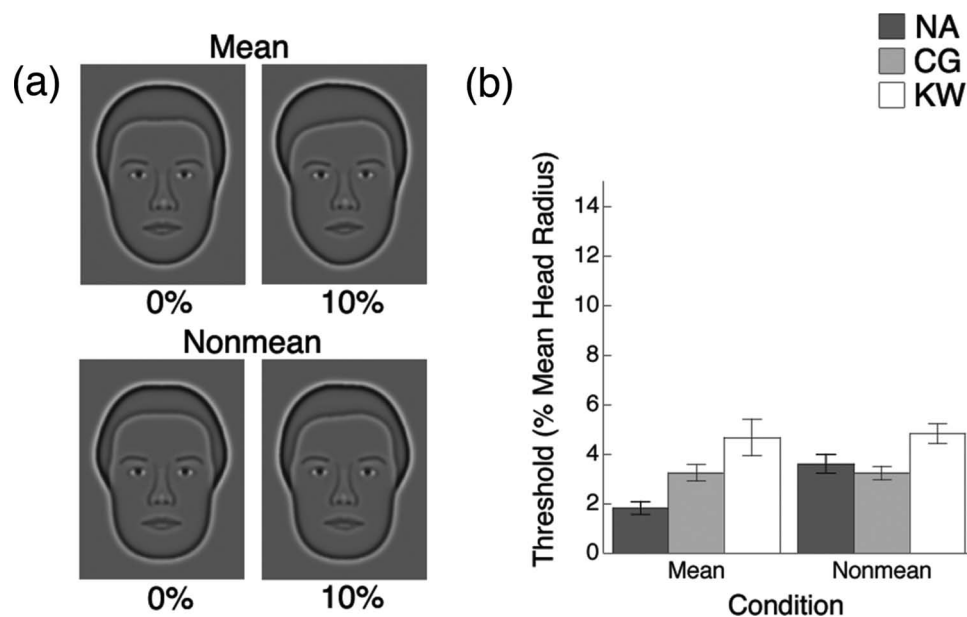 (a)
Mean
0%
10%
Nonmean
0%
10%
(b)
NA
CG
KW
Threshold (% Mean Head Radius)
14
12
10
8
6
4
2
0
Mean
Nonmean
Condition